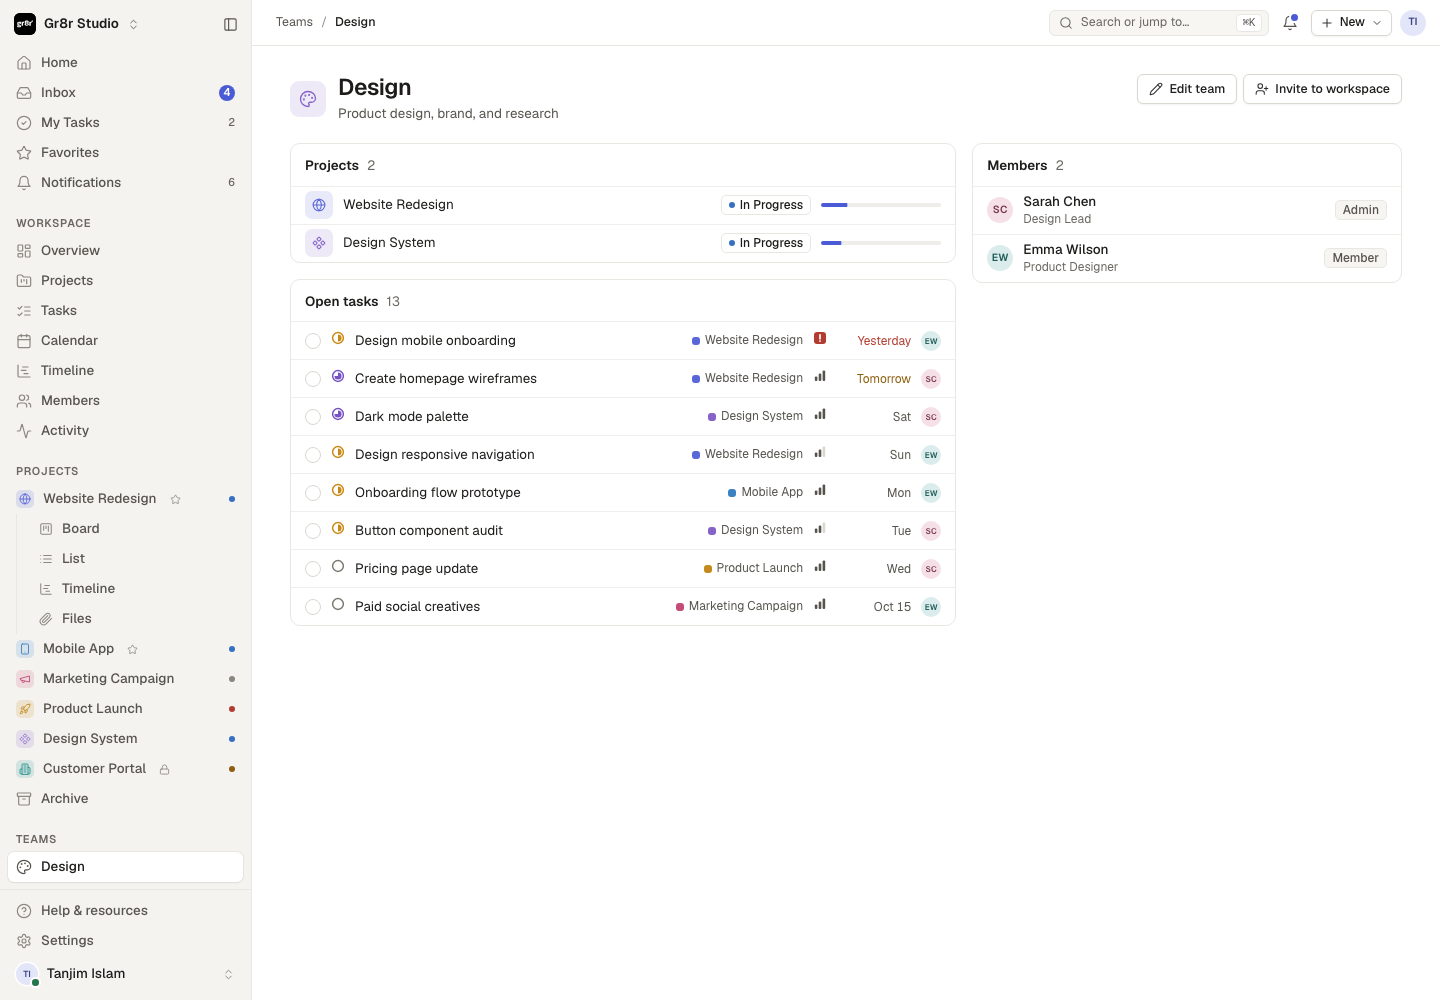 gr8r
Gr8r Studio
Home
Inbox 4
My Tasks 2
Favorites
Notifications 6
WORKSPACE
Overview
Projects
Tasks
Calendar
Timeline
Members
Activity
PROJECTS
Website Redesign
Board
List
Timeline
Files
Mobile App
Marketing Campaign
Product Launch
Design System
Customer Portal
Archive
TEAMS
Design
Help & resources
Settings
TI Tanjim Islam
Teams / Design
Search or jump to... ⌘K
New
TI
Design
Product design, brand, and research
Edit team
Invite to workspace
Projects 2
Website Redesign In Progress
Design System In Progress
Open tasks 13
Design mobile onboarding Website Redesign Yesterday EW
Create homepage wireframes Website Redesign Tomorrow SC
Dark mode palette Design System Sat SC
Design responsive navigation Website Redesign Sun EW
Onboarding flow prototype Mobile App Mon EW
Button component audit Design System Tue SC
Pricing page update Product Launch Wed SC
Paid social creatives Marketing Campaign Oct 15 EW
Members 2
SC Sarah Chen
Design Lead
Admin
EW Emma Wilson
Product Designer
Member